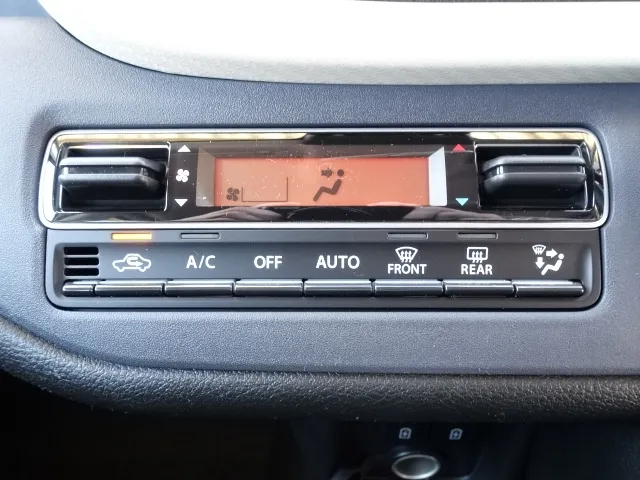 A/C OFF AUTO FRONT REAR